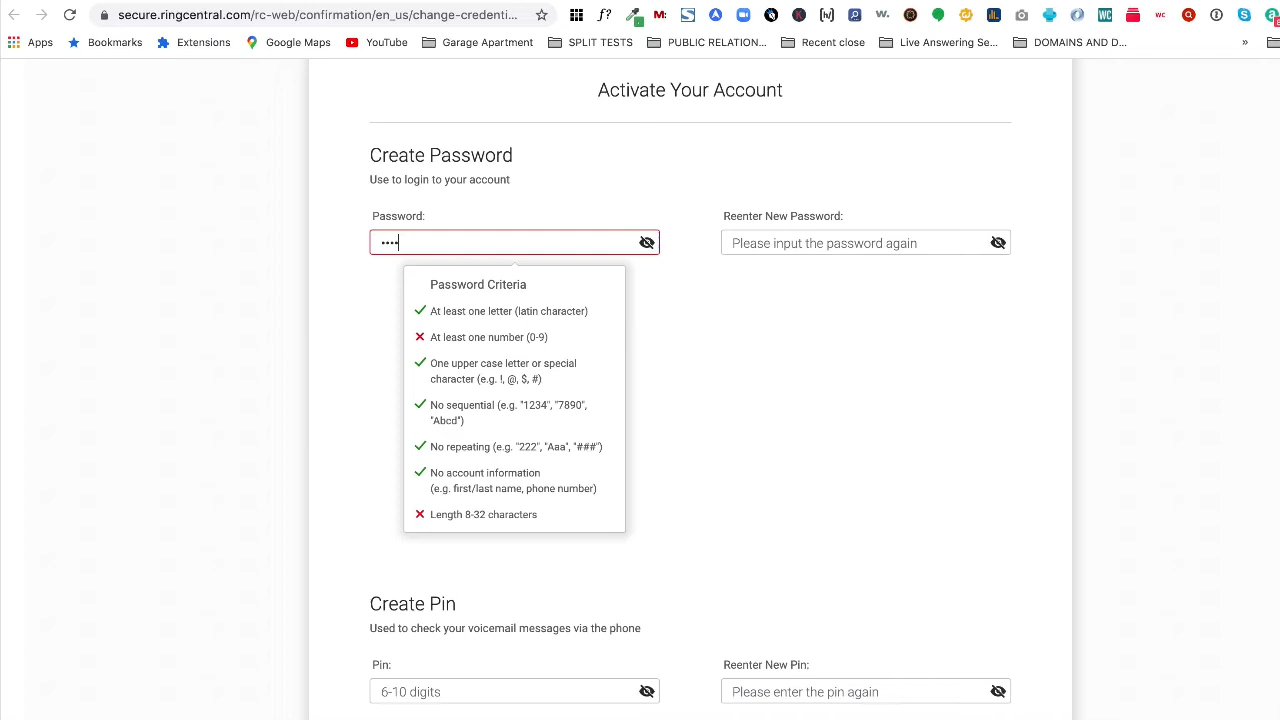 secure.ringcentral.com/rc-web/confirmation/en_us/change-credenti...
Apps
Bookmarks
Extensions
Google Maps
YouTube
Garage Apartment
SPLIT TESTS
PUBLIC RELATION...
Recent close
Live Answering Se...
DOMAINS AND D...
»
Activate Your Account
Create Password
Use to login to your account
Password:
Reenter New Password:
••••
Please input the password again
Password Criteria
At least one letter (latin character)
At least one number (0-9)
One upper case letter or special
character (e.g. !, @, $, #)
No sequential (e.g. "1234", "7890",
"Abcd")
No repeating (e.g. "222", "Aaa", "###")
No account information
(e.g. first/last name, phone number)
Length 8-32 characters
Create Pin
Used to check your voicemail messages via the phone
Pin:
Reenter New Pin:
6-10 digits
Please enter the pin again